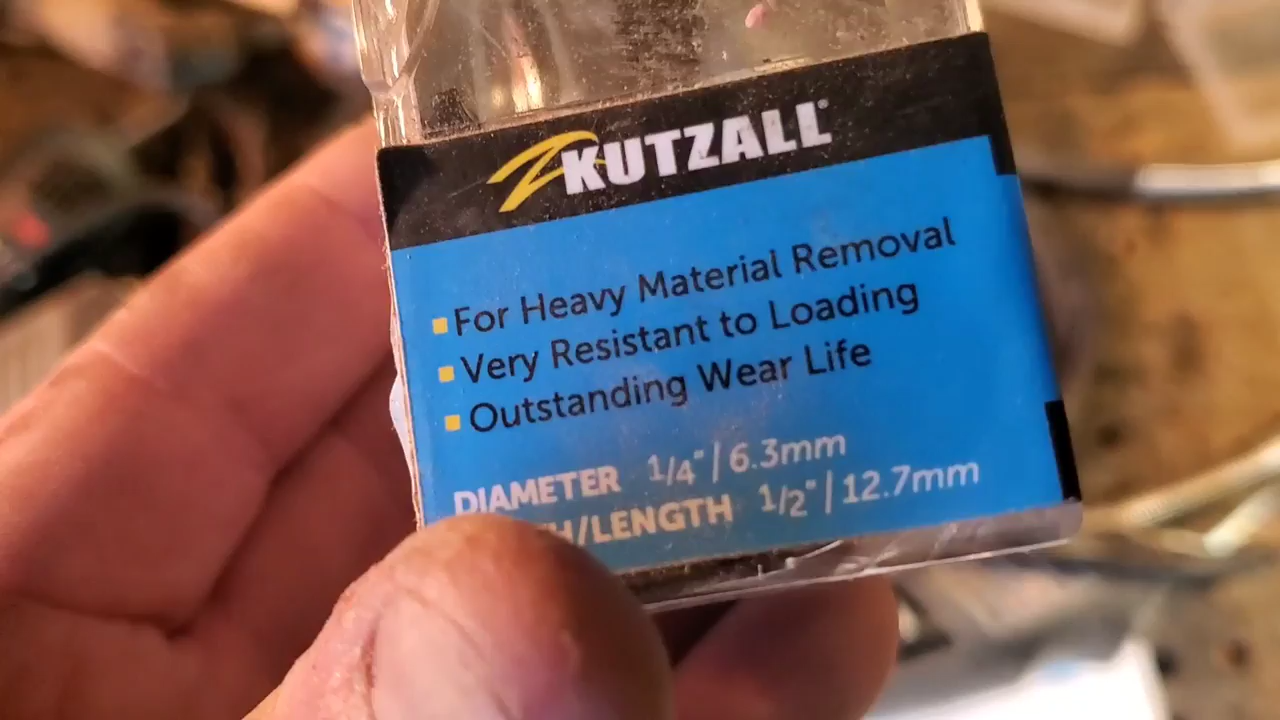 KUTZALL®
For Heavy Material Removal
Very Resistant to Loading
Outstanding Wear Life
DIAMETER 1/4" | 6.3mm
/LENGTH 1/2" | 12.7mm